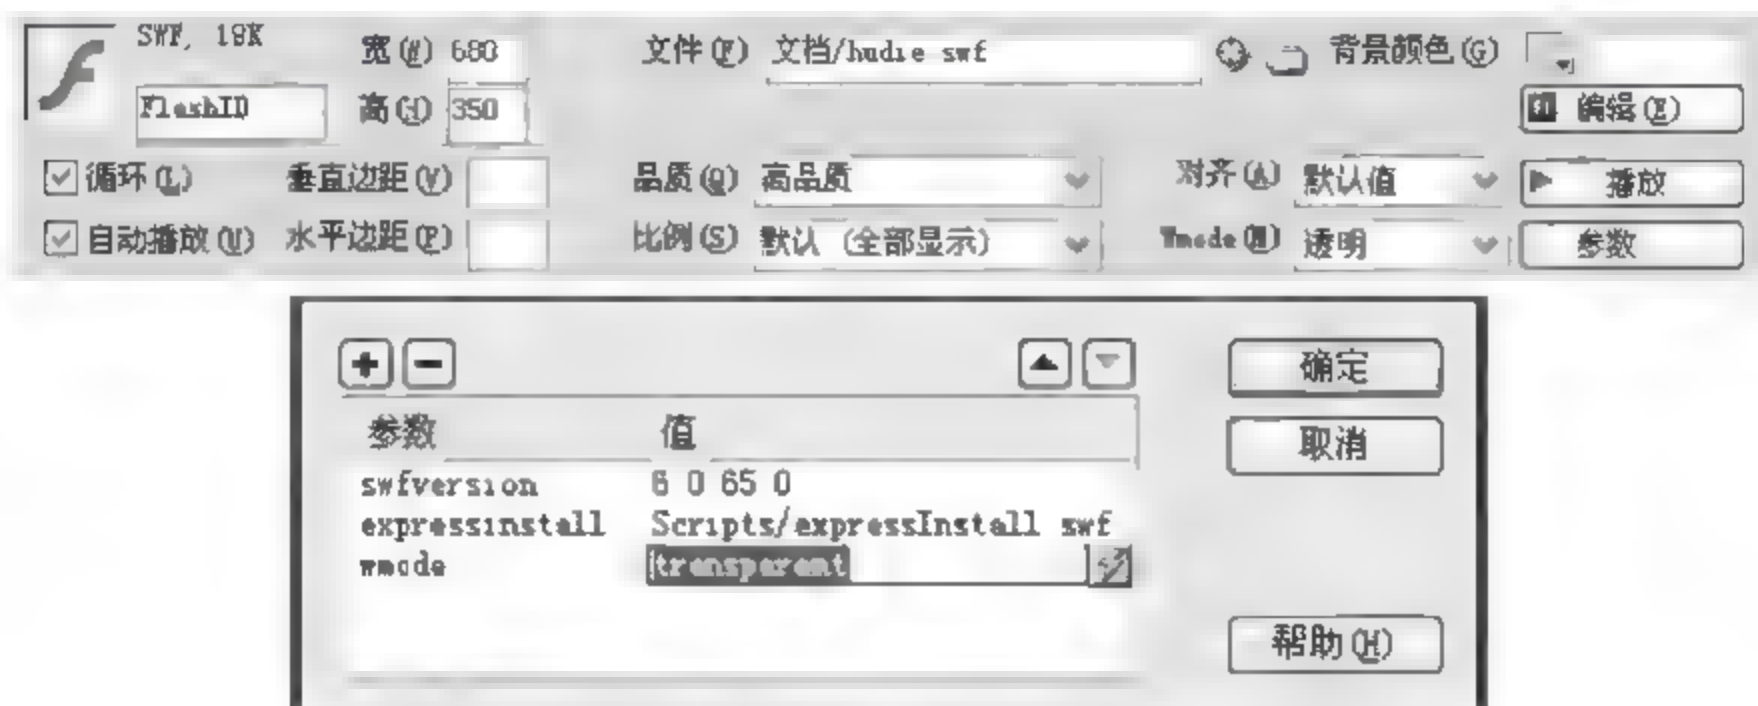 SWF, 19K 宽(W) 680 文件(F) 文档/hudie swf 背景颜色(G)
FlashID 高(H) 350 编辑(E)
循环(L) 垂直边距(V) 品质(Q) 高品质 对齐(A) 默认值 播放
自动播放(U) 水平边距(P) 比例(S) 默认 (全部显示) Wmode(M) 透明 参数
确定
参数 值 取消
swfversion 6 0 65 0
expressinstall Scripts/expressInstall swf
wmode transparent
帮助(H)